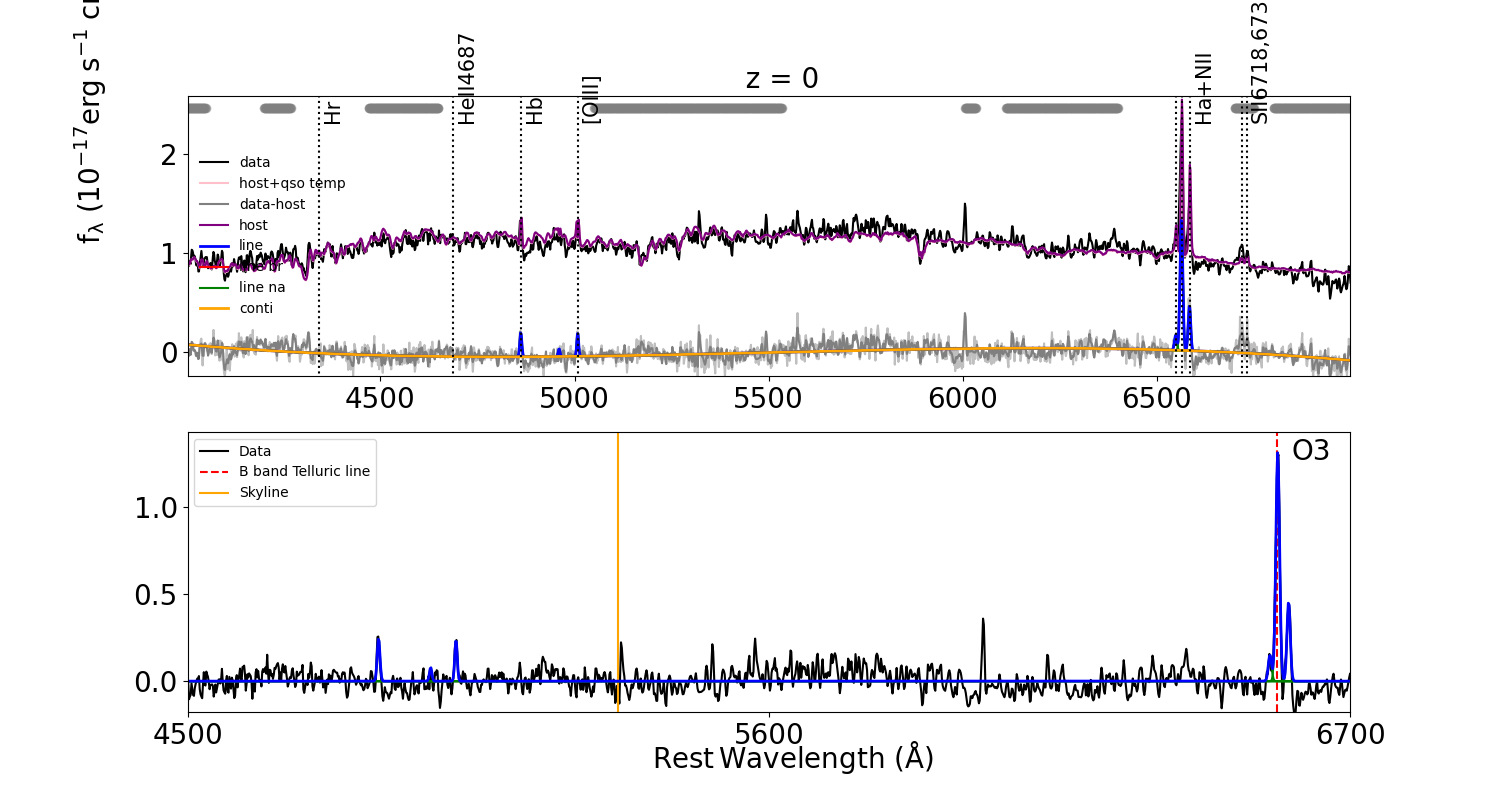 z = 0
Hr
HeII4687
Hb
[OIII]
Ha+NII
SII6718,673
fλ (10⁻¹⁷erg s⁻¹ c
2
1
0
data
host+qso temp
data-host
host
line
line na
conti
4500 5000 5500 6000 6500
Data
B band Telluric line
Skyline
O3
1.0
0.5
0.0
4500 5600 6700
Rest Wavelength (Å)